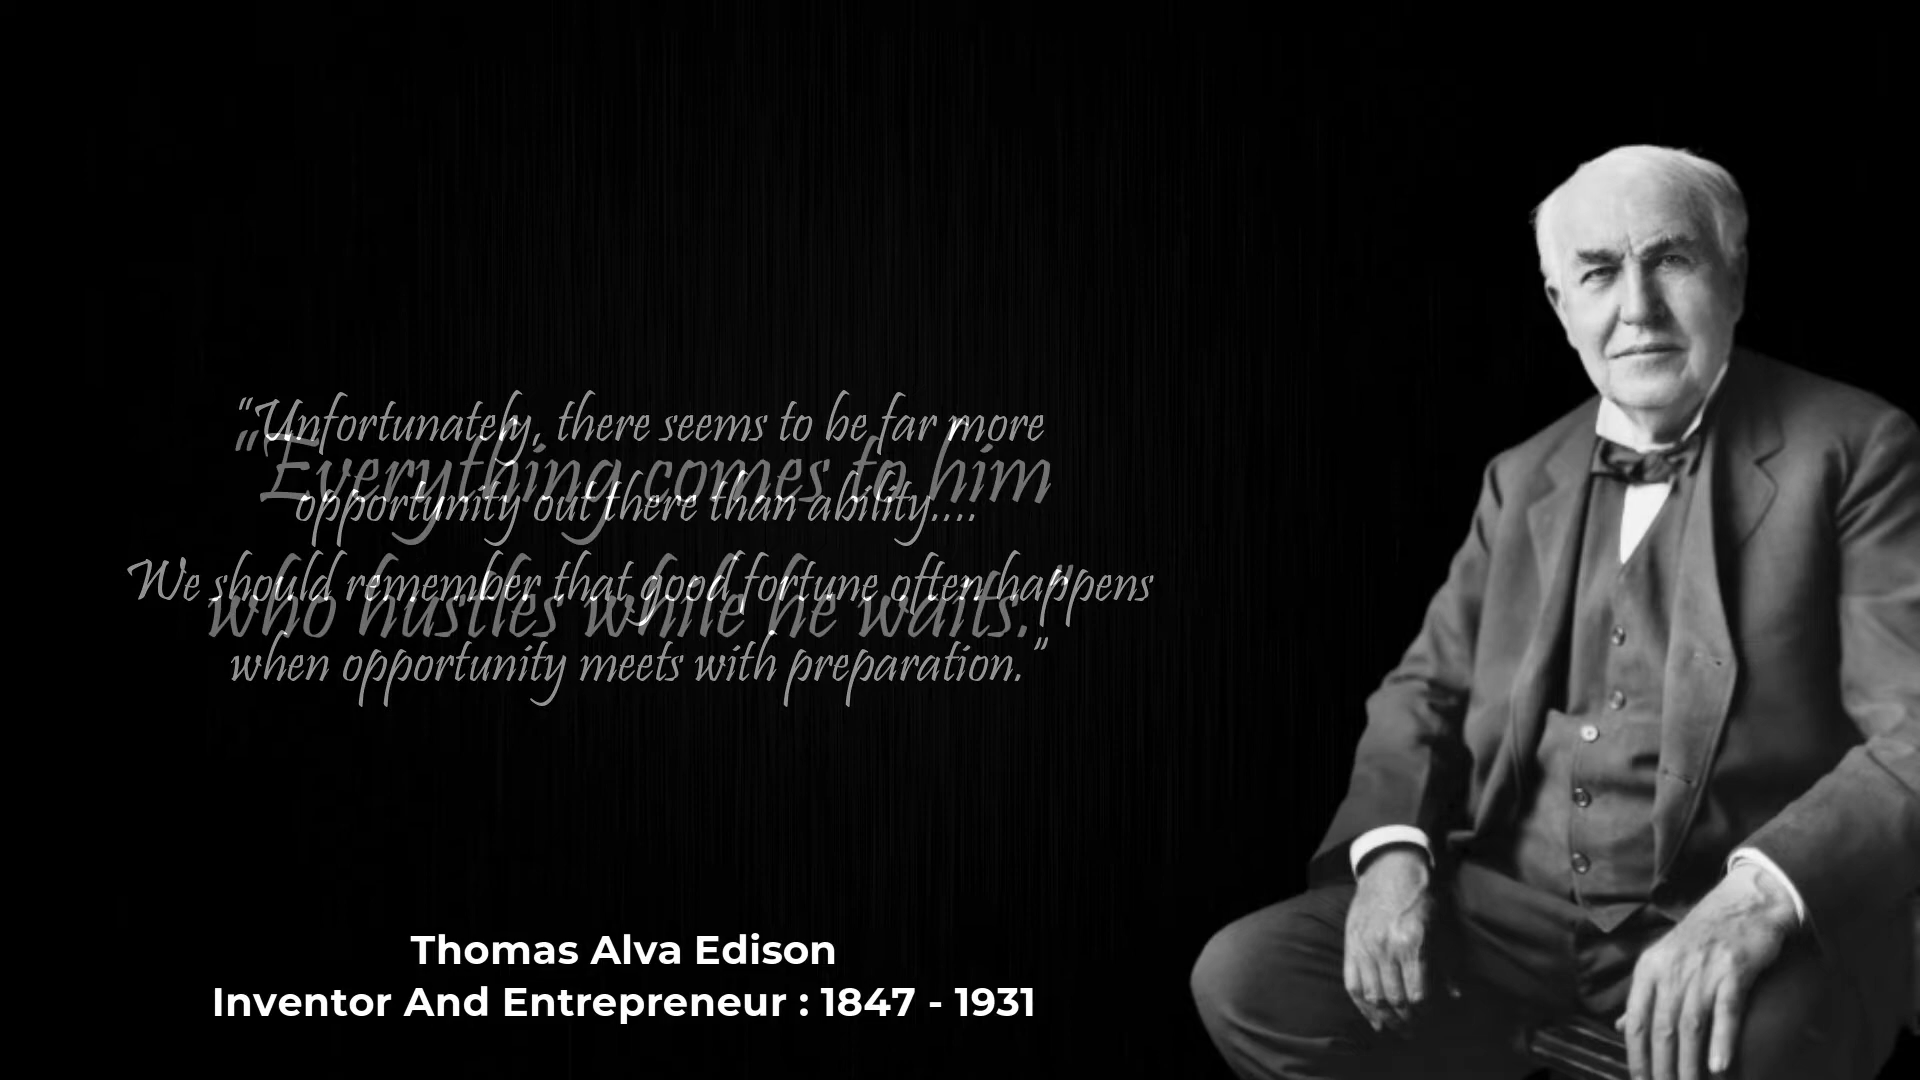 “Unfortunately, there seems to be far more
opportunity out there than ability....
We should remember that good fortune often happens
when opportunity meets with preparation.”
“Everything comes to him
who hustles while he waits.”
Thomas Alva Edison
Inventor And Entrepreneur : 1847 - 1931